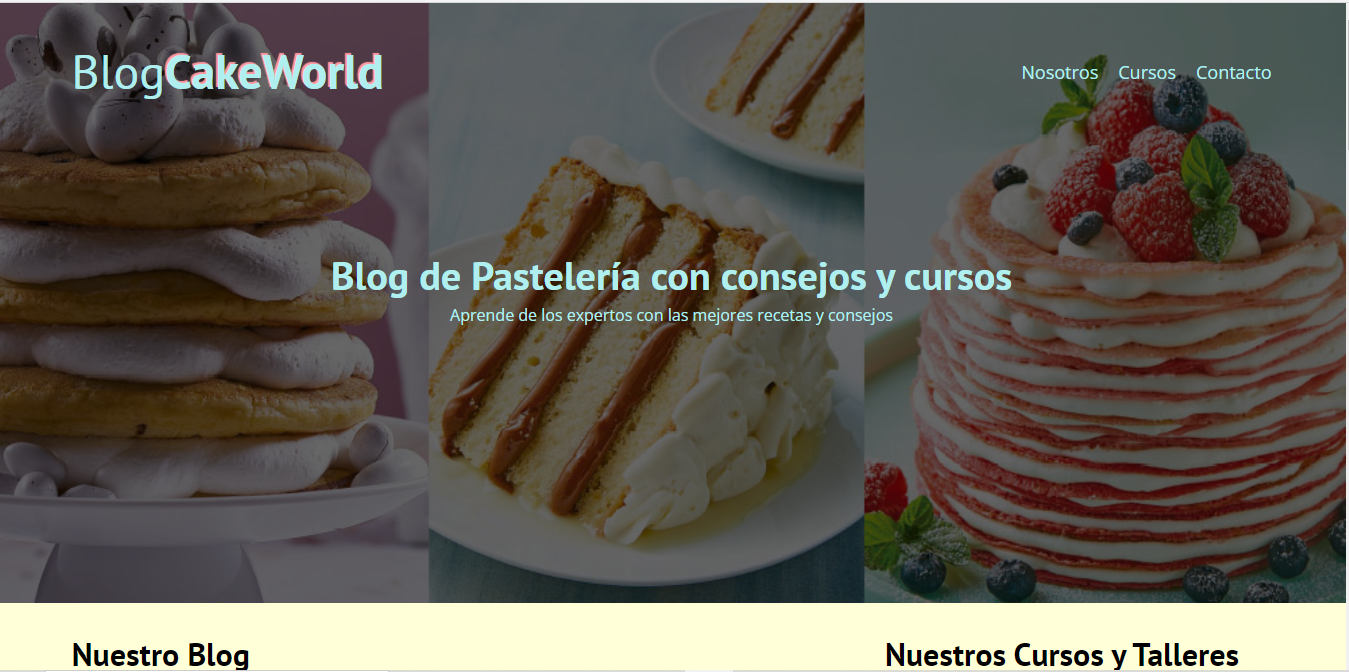 BlogCakeWorld
Nosotros Cursos Contacto
Blog de Pastelería con consejos y cursos
Aprende de los expertos con las mejores recetas y consejos
Nuestro Blog
Nuestros Cursos y Talleres